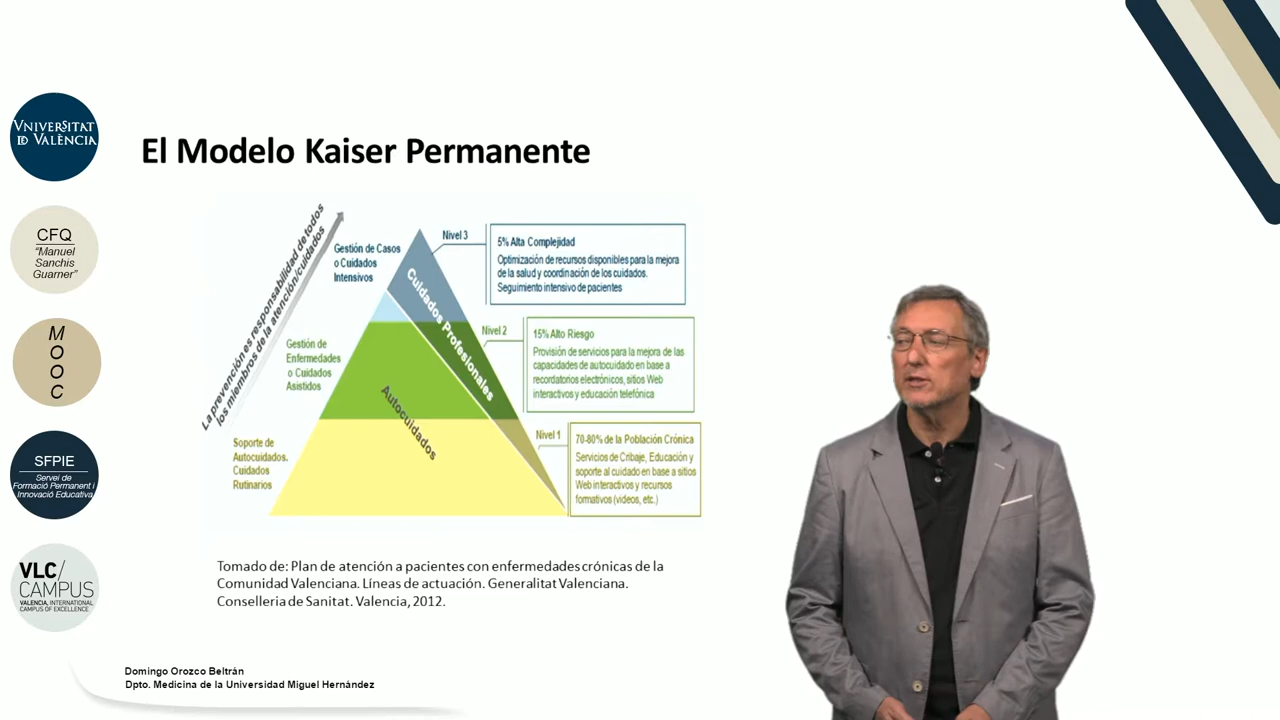 VNIVERSITAT
ID VALÈNCIA
CFQ
"Manuel
Sanchis
Guarner"
M
O
O
C
SFPIE
Servei de
Formació Permanent i
Innovació Educativa
VLC/
CAMPUS
VALENCIA, INTERNATIONAL
CAMPUS OF EXCELLENCE
El Modelo Kaiser Permanente
La prevención es responsabilidad de todos
los miembros de la atención/cuidados
Gestión de Casos
o Cuidados
Intensivos
Gestión de
Enfermedades
o Cuidados
Asistidos
Soporte de
Autocuidados.
Cuidados
Rutinarios
Cuidados Profesionales
Autocuidados
Nivel 3
5% Alta Complejidad
Optimización de recursos disponibles para la mejora
de la salud y coordinación de los cuidados.
Seguimiento intensivo de pacientes
Nivel 2
15% Alto Riesgo
Provisión de servicios para la mejora de las
capacidades de autocuidado en base a
recordatorios electrónicos, sitios Web
interactivos y educación telefónica
Nivel 1
70-80% de la Población Crónica
Servicios de Cribaje, Educación y
soporte al cuidado en base a sitios
Web interactivos y recursos
formativos (videos, etc.)
Tomado de: Plan de atención a pacientes con enfermedades crónicas de la
Comunidad Valenciana. Líneas de actuación. Generalitat Valenciana.
Conselleria de Sanitat. Valencia, 2012.
Domingo Orozco Beltrán
Dpto. Medicina de la Universidad Miguel Hernández